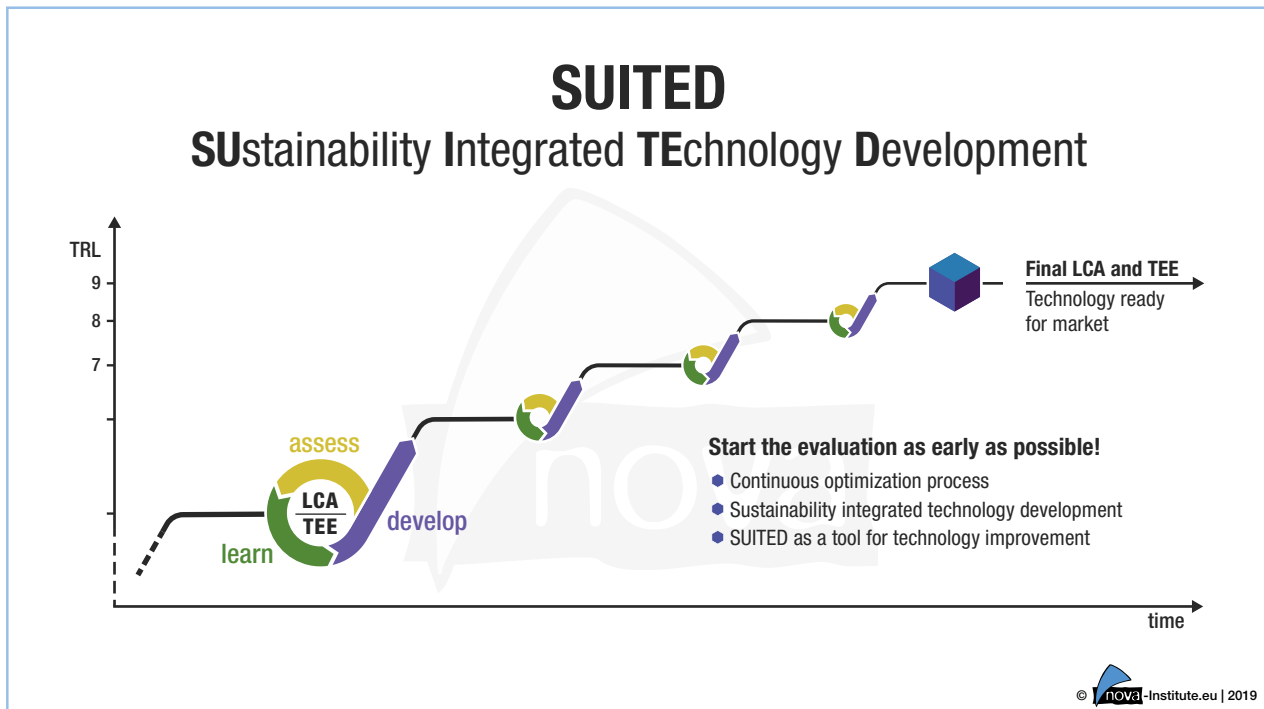 SUITED
SUstainability Integrated TEchnology Development
TRL
9
8
7
assess
LCA
TEE
develop
learn
Final LCA and TEE
Technology ready
for market
nova
Start the evaluation as early as possible!
Continuous optimization process
Sustainability integrated technology development
SUITED as a tool for technology improvement
time
© nova-Institute.eu | 2019